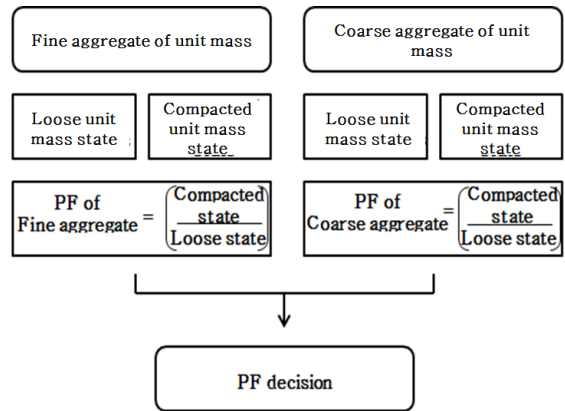 Fine aggregate of unit mass
Coarse aggregate of unit
mass
Loose unit
mass state
Compacted
unit mass
state
Loose unit
mass state
Compacted
unit mass
state
PF of
Fine aggregate = (Compacted
state
Loose state)
PF of
Coarse aggregate = (Compacted
state
Loose state)
PF decision